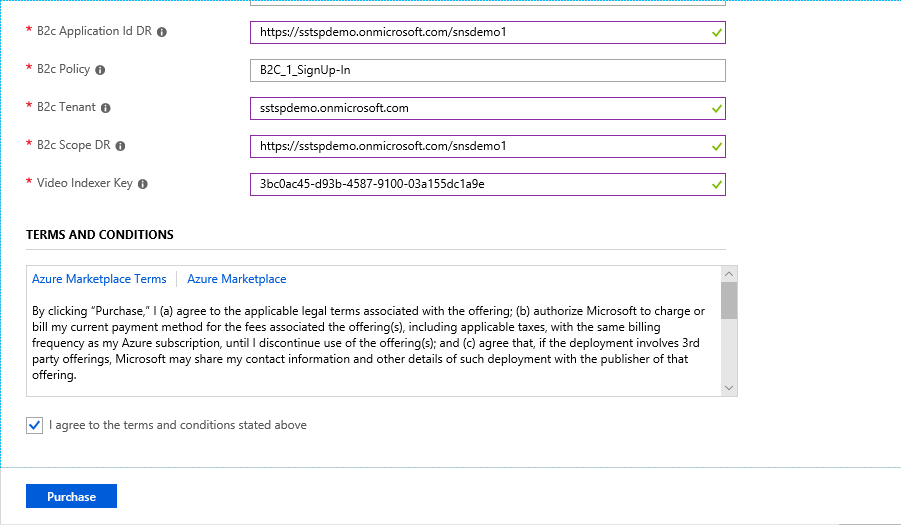 * B2c Application Id DR https://sstspdemo.onmicrosoft.com/snsdemo1
* B2c Policy B2C_1_SignUp-In
* B2c Tenant sstspdemo.onmicrosoft.com
* B2c Scope DR https://sstspdemo.onmicrosoft.com/snsdemo1
* Video Indexer Key 3bc0ac45-d93b-4587-9100-03a155dc1a9e
TERMS AND CONDITIONS
Azure Marketplace Terms Azure Marketplace
By clicking “Purchase,” I (a) agree to the applicable legal terms associated with the offering; (b) authorize Microsoft to charge or
bill my current payment method for the fees associated the offering(s), including applicable taxes, with the same billing
frequency as my Azure subscription, until I discontinue use of the offering(s); and (c) agree that, if the deployment involves 3rd
party offerings, Microsoft may share my contact information and other details of such deployment with the publisher of that
offering.
I agree to the terms and conditions stated above
Purchase